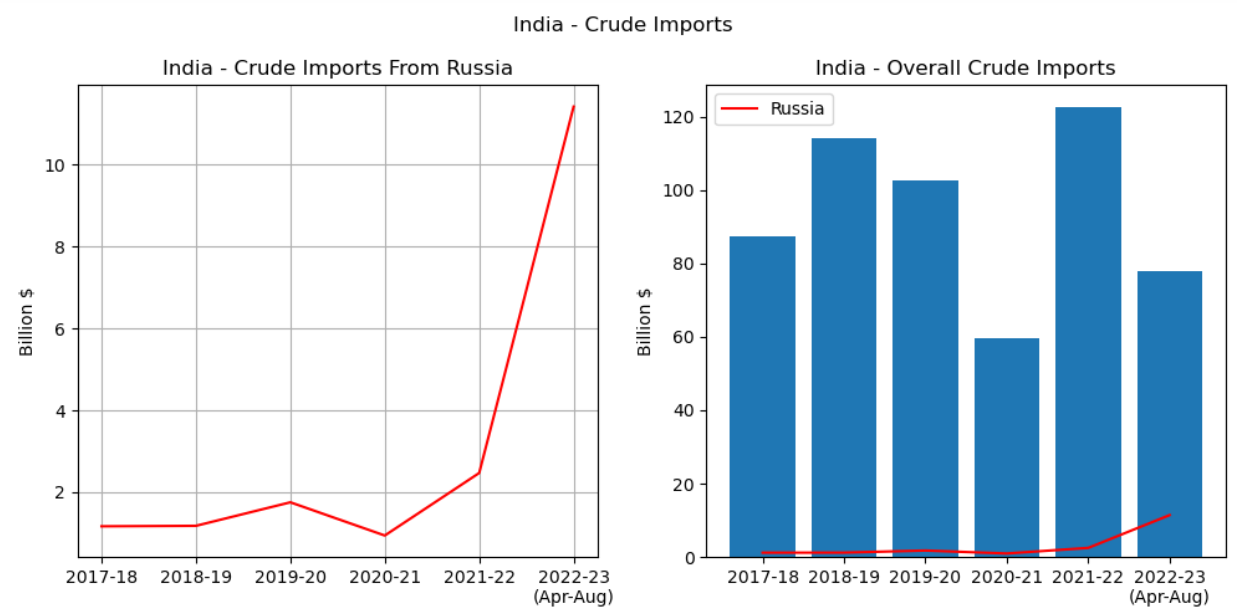 India - Crude Imports
India - Crude Imports From Russia
Billion $
10
8
6
4
2
2017-18 2018-19 2019-20 2020-21 2021-22 2022-23
(Apr-Aug)
India - Overall Crude Imports
Russia
Billion $
120
100
80
60
40
20
0
2017-18 2018-19 2019-20 2020-21 2021-22 2022-23
(Apr-Aug)